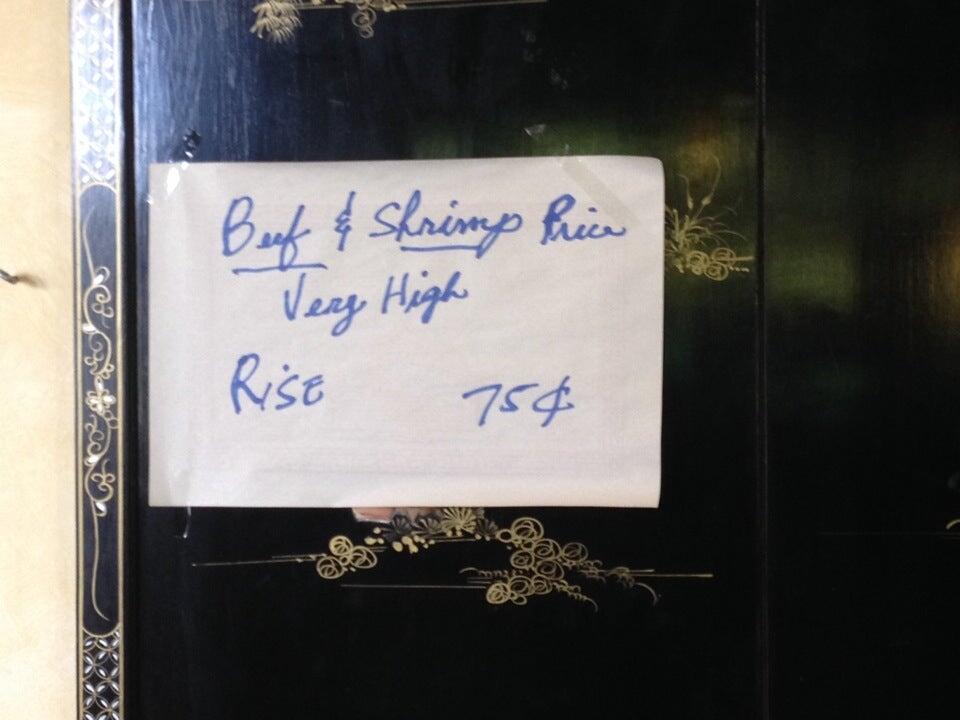 Beef & Shrimp Price
Very High
RiSE 75¢